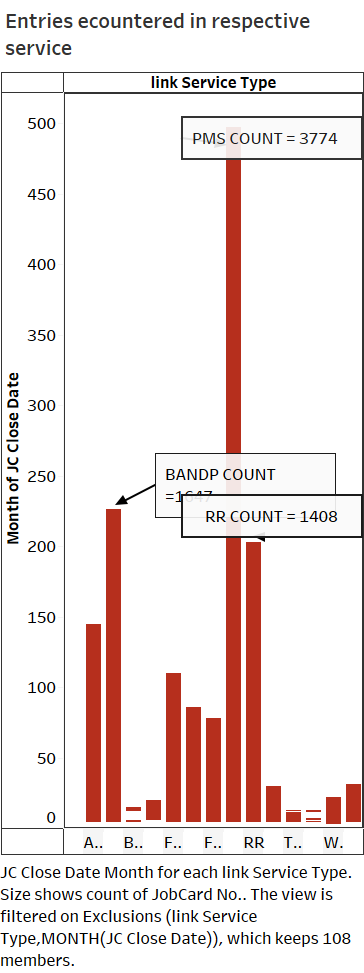 Entries ecountered in respective
service
link Service Type
500
450
400
350
300
250
200
150
100
50
0
Month of JC Close Date
PMS COUNT = 3774
BANDP COUNT
=1647
RR COUNT = 1408
A.. B.. F.. F.. RR T.. W.
JC Close Date Month for each link Service Type.
Size shows count of JobCard No.. The view is
filtered on Exclusions (link Service
Type,MONTH(JC Close Date)), which keeps 108
members.